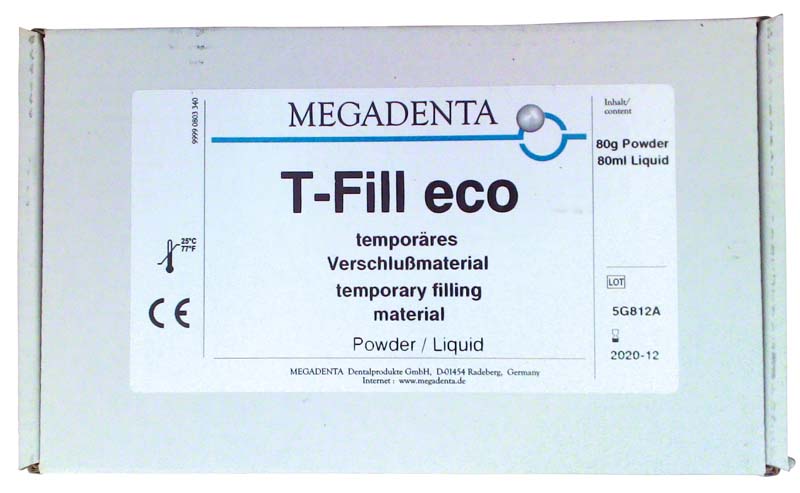 9999 0803 340
MEGADENTA
T-Fill eco
temporäres
Verschlußmaterial
temporary filling
material
Powder / Liquid
MEGADENTA Dentalprodukte GmbH, D-01454 Radeberg, Germany
Internet : www.megadenta.de
25°C
77°F
CE
Inhalt/
content
80g Powder
80ml Liquid
LOT
5G812A
2020-12